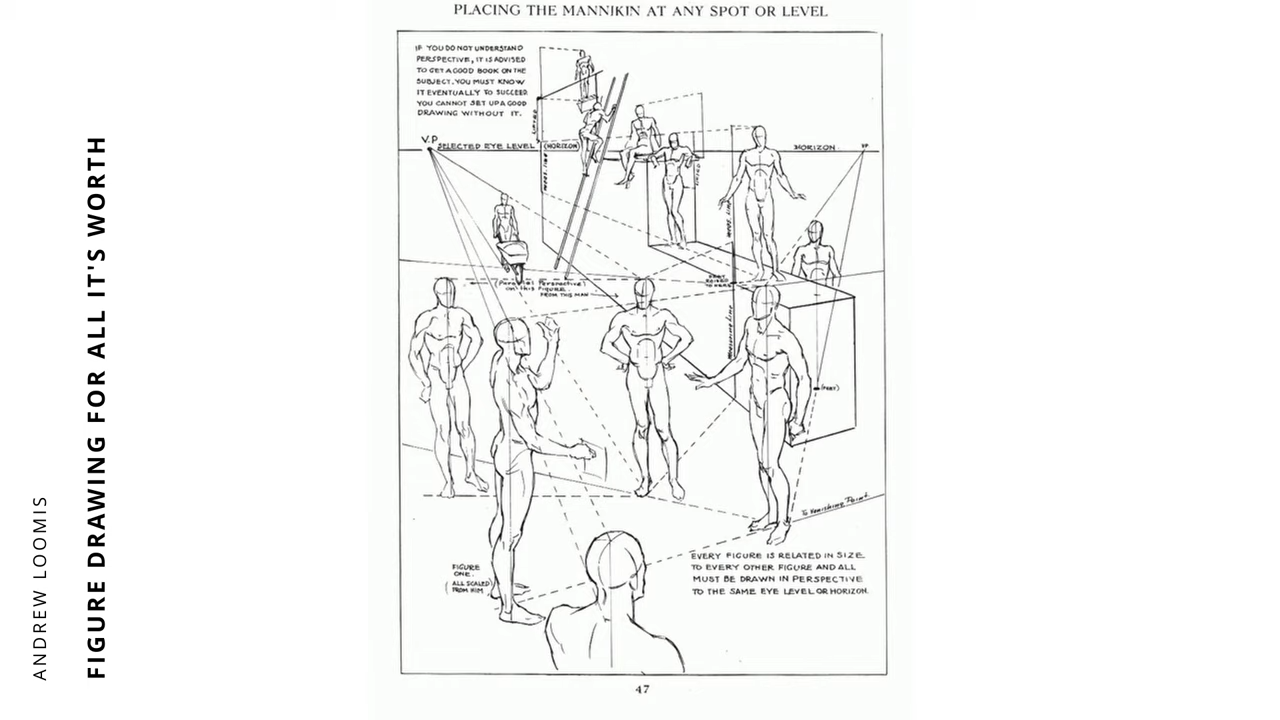 ANDREW LOOMIS
FIGURE DRAWING FOR ALL IT'S WORTH
PLACING THE MANNIKIN AT ANY SPOT OR LEVEL
IF YOU DO NOT UNDERSTAND
PERSPECTIVE, IT IS ADVISED
TO GET A GOOD BOOK ON THE
SUBJECT. YOU MUST KNOW
IT EVENTUALLY TO SUCCEED.
YOU CANNOT SET UP A GOOD
DRAWING WITHOUT IT.
V.P.
SELECTED EYE LEVEL (HORIZON)
HORIZON
VP
(Parallel Perspective)
FIGURE
FROM THIS MAN
MEASURING LINE
(FEET)
To Vanishing Point
FIGURE
ONE.
(ALL SCALED
FROM HIM
EVERY FIGURE IS RELATED IN SIZE
TO EVERY OTHER FIGURE AND ALL
MUST BE DRAWN IN PERSPECTIVE
TO THE SAME EYE LEVEL OR HORIZON.
47